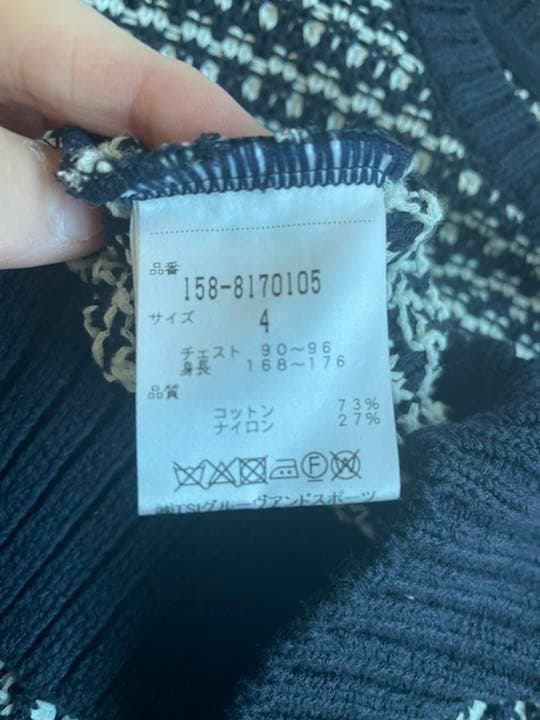 品番
158-8170105
サイズ
4
チェスト 90～96
身長 168～176
品質
コットン 73%
ナイロン 27%
㈱TSIグルーヴアンドスポーツ